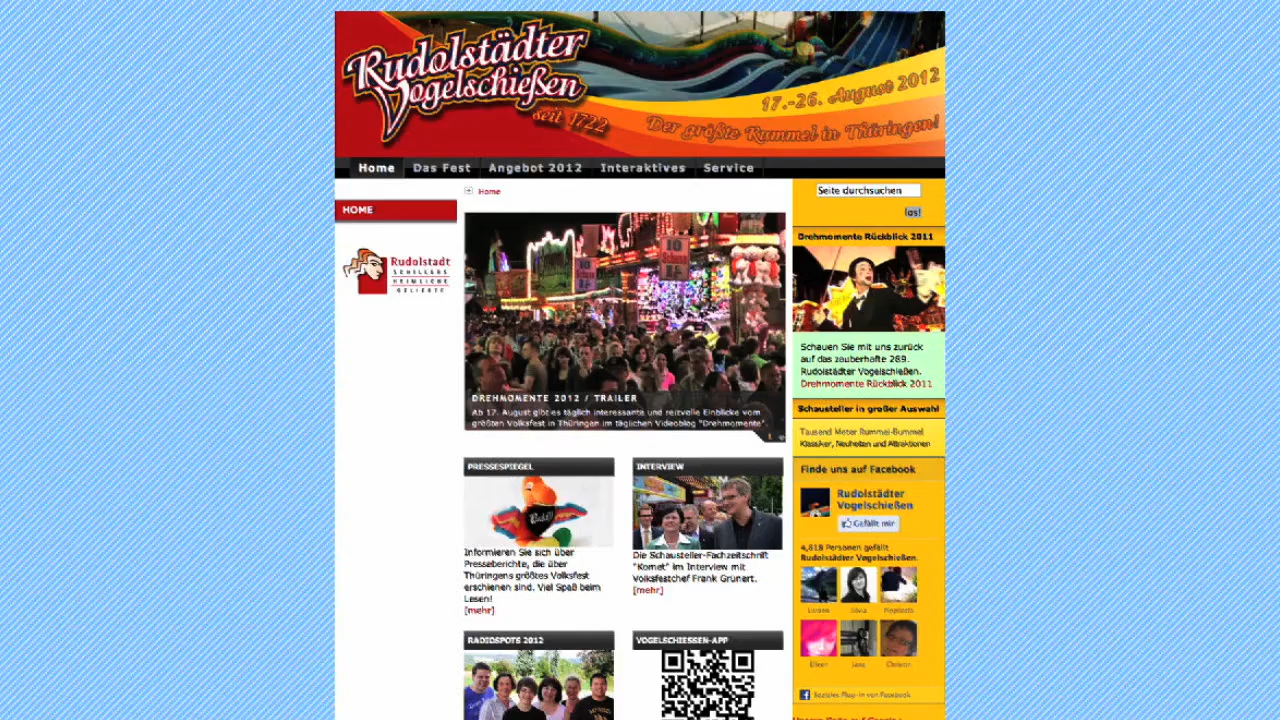 Rudolstädter
Vogelschießen
seit 1722
17.-26. August 2012
Der größte Rummel in Thüringen!
Home
Das Fest
Angebot 2012
Interaktives
Service
HOME
Rudolstadt
SCHILLERS
HEIMLICHE
GELIEBTE
Home
10
10
DREHMOMENTE 2012 / TRAILER
Ab 17. August gibt es täglich interessante und reizvolle Einblicke vom
größten Volksfest in Thüringen im täglichen Videoblog "Drehmomente".
PRESSESPIEGEL
Informieren Sie sich über
Presseberichte, die über
Thüringens größtes Volksfest
erschienen sind. Viel Spaß beim
Lesen!
[mehr]
INTERVIEW
Die Schausteller-Fachzeitschrift
"Komet" im Interview mit
Volksfestchef Frank Grünert.
[mehr]
RADIOSPOTS 2012
VOGELSCHIESSEN-APP
Seite durchsuchen
los!
Drehmomente Rückblick 2011
Schauen Sie mit uns zurück
auf das zauberhafte 289.
Rudolstädter Vogelschießen.
Drehmomente Rückblick 2011
Schausteller in großer Auswahl
Tausend Meter Rummel-Bummel
Klassiker, Neuheiten und Attraktionen
Finde uns auf Facebook
Rudolstädter
Vogelschießen
Gefällt mir
4,818 Personen gefällt
Rudolstädter Vogelschießen.
Eileen
Jana
Christin
Soziales Plug-in von Facebook